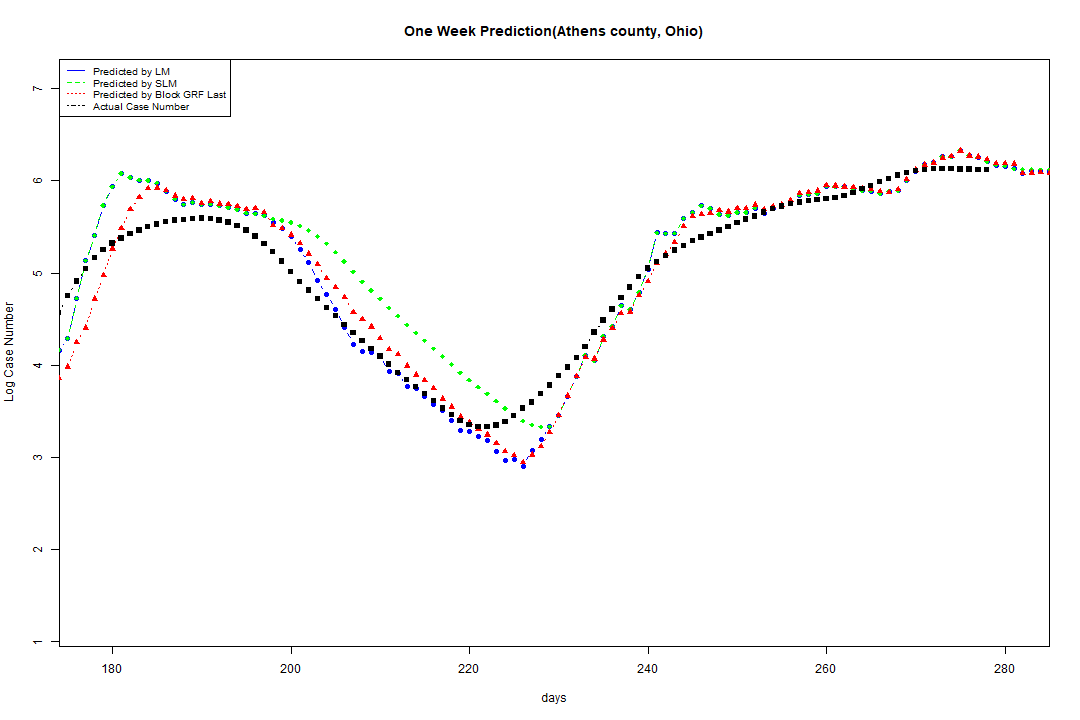 One Week Prediction(Athens county, Ohio)
Predicted by LM
Predicted by SLM
Predicted by Block GRF Last
Actual Case Number
7
6
5
4
3
2
1
Log Case Number
180 200 220 240 260 280
days